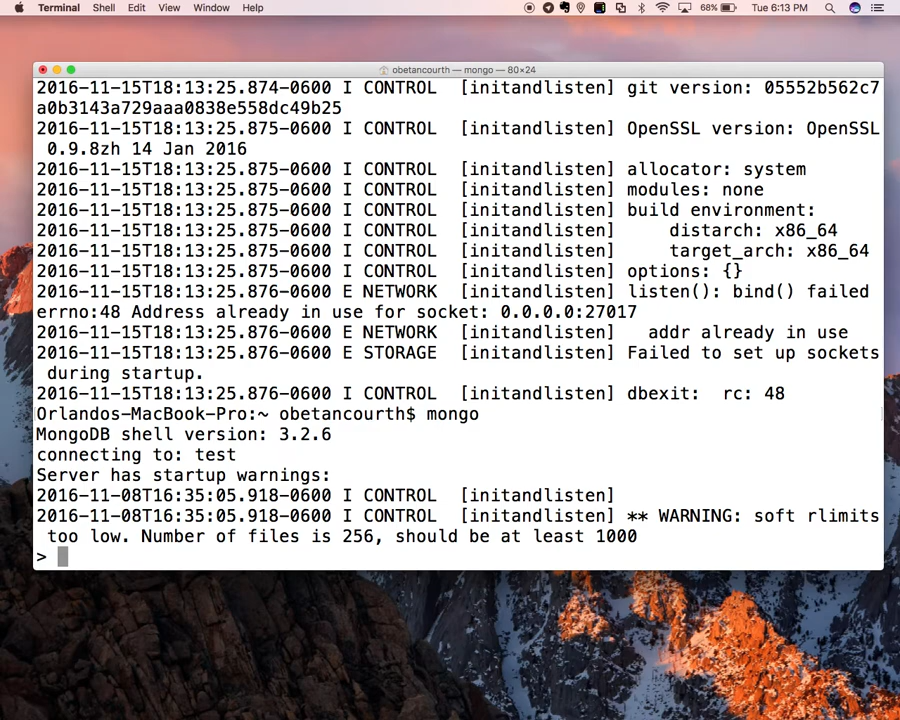 Terminal Shell Edit View Window Help 68% Tue 6:13 PM
obetancourth — mongo — 80×24
2016-11-15T18:13:25.874-0600 I CONTROL  [initandlisten] git version: 05552b562c7
a0b3143a729aaa0838e558dc49b25
2016-11-15T18:13:25.875-0600 I CONTROL  [initandlisten] OpenSSL version: OpenSSL
 0.9.8zh 14 Jan 2016
2016-11-15T18:13:25.875-0600 I CONTROL  [initandlisten] allocator: system
2016-11-15T18:13:25.875-0600 I CONTROL  [initandlisten] modules: none
2016-11-15T18:13:25.875-0600 I CONTROL  [initandlisten] build environment:
2016-11-15T18:13:25.875-0600 I CONTROL  [initandlisten]     distarch: x86_64
2016-11-15T18:13:25.875-0600 I CONTROL  [initandlisten]     target_arch: x86_64
2016-11-15T18:13:25.875-0600 I CONTROL  [initandlisten] options: {}
2016-11-15T18:13:25.876-0600 E NETWORK  [initandlisten] listen(): bind() failed
errno:48 Address already in use for socket: 0.0.0.0:27017
2016-11-15T18:13:25.876-0600 E NETWORK  [initandlisten]   addr already in use
2016-11-15T18:13:25.876-0600 E STORAGE  [initandlisten] Failed to set up sockets
 during startup.
2016-11-15T18:13:25.876-0600 I CONTROL  [initandlisten] dbexit:  rc: 48
Orlandos-MacBook-Pro:~ obetancourth$ mongo
MongoDB shell version: 3.2.6
connecting to: test
Server has startup warnings:
2016-11-08T16:35:05.918-0600 I CONTROL  [initandlisten]
2016-11-08T16:35:05.918-0600 I CONTROL  [initandlisten] ** WARNING: soft rlimits
 too low. Number of files is 256, should be at least 1000
>